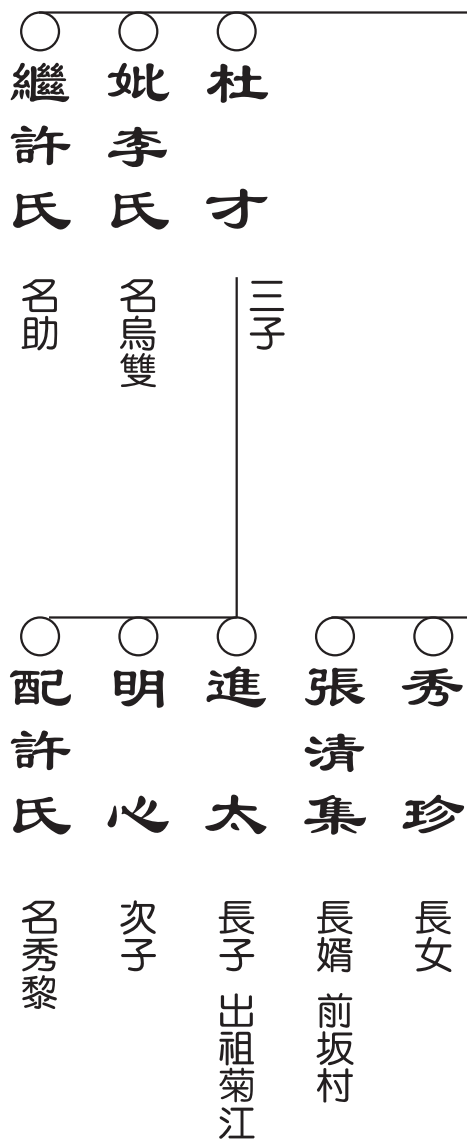 杜才 三子
妣李氏 名烏雙
繼許氏 名助
秀珍 長女
張清集 長婿 前坂村
進太 長子 出祖菊江
明心 次子
配許氏 名秀黎